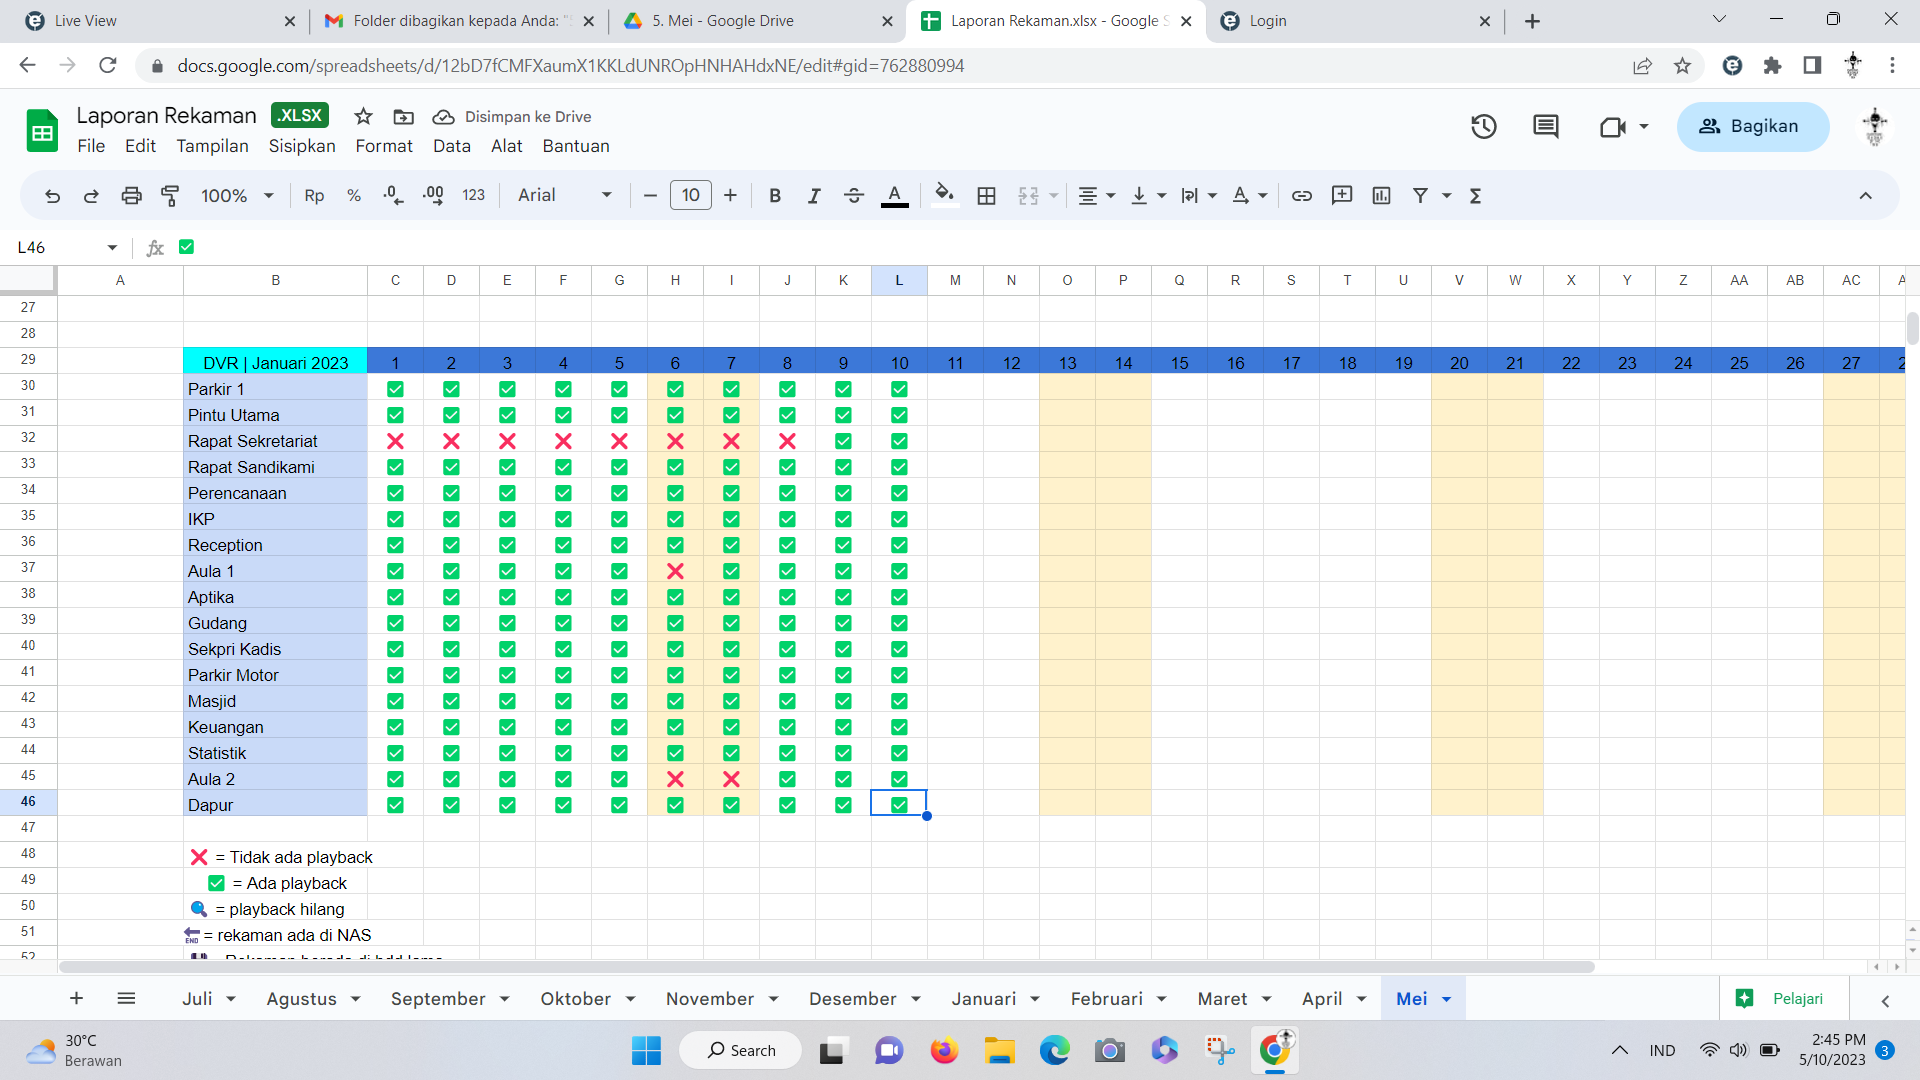 Live View
Folder dibagikan kepada Anda: "
5. Mei - Google Drive
Laporan Rekaman.xlsx - Google S
Login
docs.google.com/spreadsheets/d/12bD7fCMFXaumX1KKLdUNROpHNHAHdxNE/edit#gid=762880994
Laporan Rekaman .XLSX Disimpan ke Drive
File Edit Tampilan Sisipkan Format Data Alat Bantuan
Bagikan
100% Rp % .0 .00 123 Arial 10 B I A
L46 fx ✅
A B C D E F G H I J K L M N O P Q R S T U V W X Y Z AA AB AC A
27
28
29 DVR | Januari 2023 1 2 3 4 5 6 7 8 9 10 11 12 13 14 15 16 17 18 19 20 21 22 23 24 25 26 27 2
30 Parkir 1 ✅ ✅ ✅ ✅ ✅ ✅ ✅ ✅ ✅ ✅
31 Pintu Utama ✅ ✅ ✅ ✅ ✅ ✅ ✅ ✅ ✅ ✅
32 Rapat Sekretariat ❌ ❌ ❌ ❌ ❌ ❌ ❌ ❌ ✅ ✅
33 Rapat Sandikami ✅ ✅ ✅ ✅ ✅ ✅ ✅ ✅ ✅ ✅
34 Perencanaan ✅ ✅ ✅ ✅ ✅ ✅ ✅ ✅ ✅ ✅
35 IKP ✅ ✅ ✅ ✅ ✅ ✅ ✅ ✅ ✅ ✅
36 Reception ✅ ✅ ✅ ✅ ✅ ✅ ✅ ✅ ✅ ✅
37 Aula 1 ✅ ✅ ✅ ✅ ✅ ❌ ✅ ✅ ✅ ✅
38 Aptika ✅ ✅ ✅ ✅ ✅ ✅ ✅ ✅ ✅ ✅
39 Gudang ✅ ✅ ✅ ✅ ✅ ✅ ✅ ✅ ✅ ✅
40 Sekpri Kadis ✅ ✅ ✅ ✅ ✅ ✅ ✅ ✅ ✅ ✅
41 Parkir Motor ✅ ✅ ✅ ✅ ✅ ✅ ✅ ✅ ✅ ✅
42 Masjid ✅ ✅ ✅ ✅ ✅ ✅ ✅ ✅ ✅ ✅
43 Keuangan ✅ ✅ ✅ ✅ ✅ ✅ ✅ ✅ ✅ ✅
44 Statistik ✅ ✅ ✅ ✅ ✅ ✅ ✅ ✅ ✅ ✅
45 Aula 2 ✅ ✅ ✅ ✅ ✅ ❌ ❌ ✅ ✅ ✅
46 Dapur ✅ ✅ ✅ ✅ ✅ ✅ ✅ ✅ ✅ ✅
47
48 ❌ = Tidak ada playback
49 ✅ = Ada playback
50 🔍 = playback hilang
51 🔚 = rekaman ada di NAS
52
Juli Agustus September Oktober November Desember Januari Februari Maret April Mei
Pelajari
30°C
Berawan
Search
IND
2:45 PM
5/10/2023
3